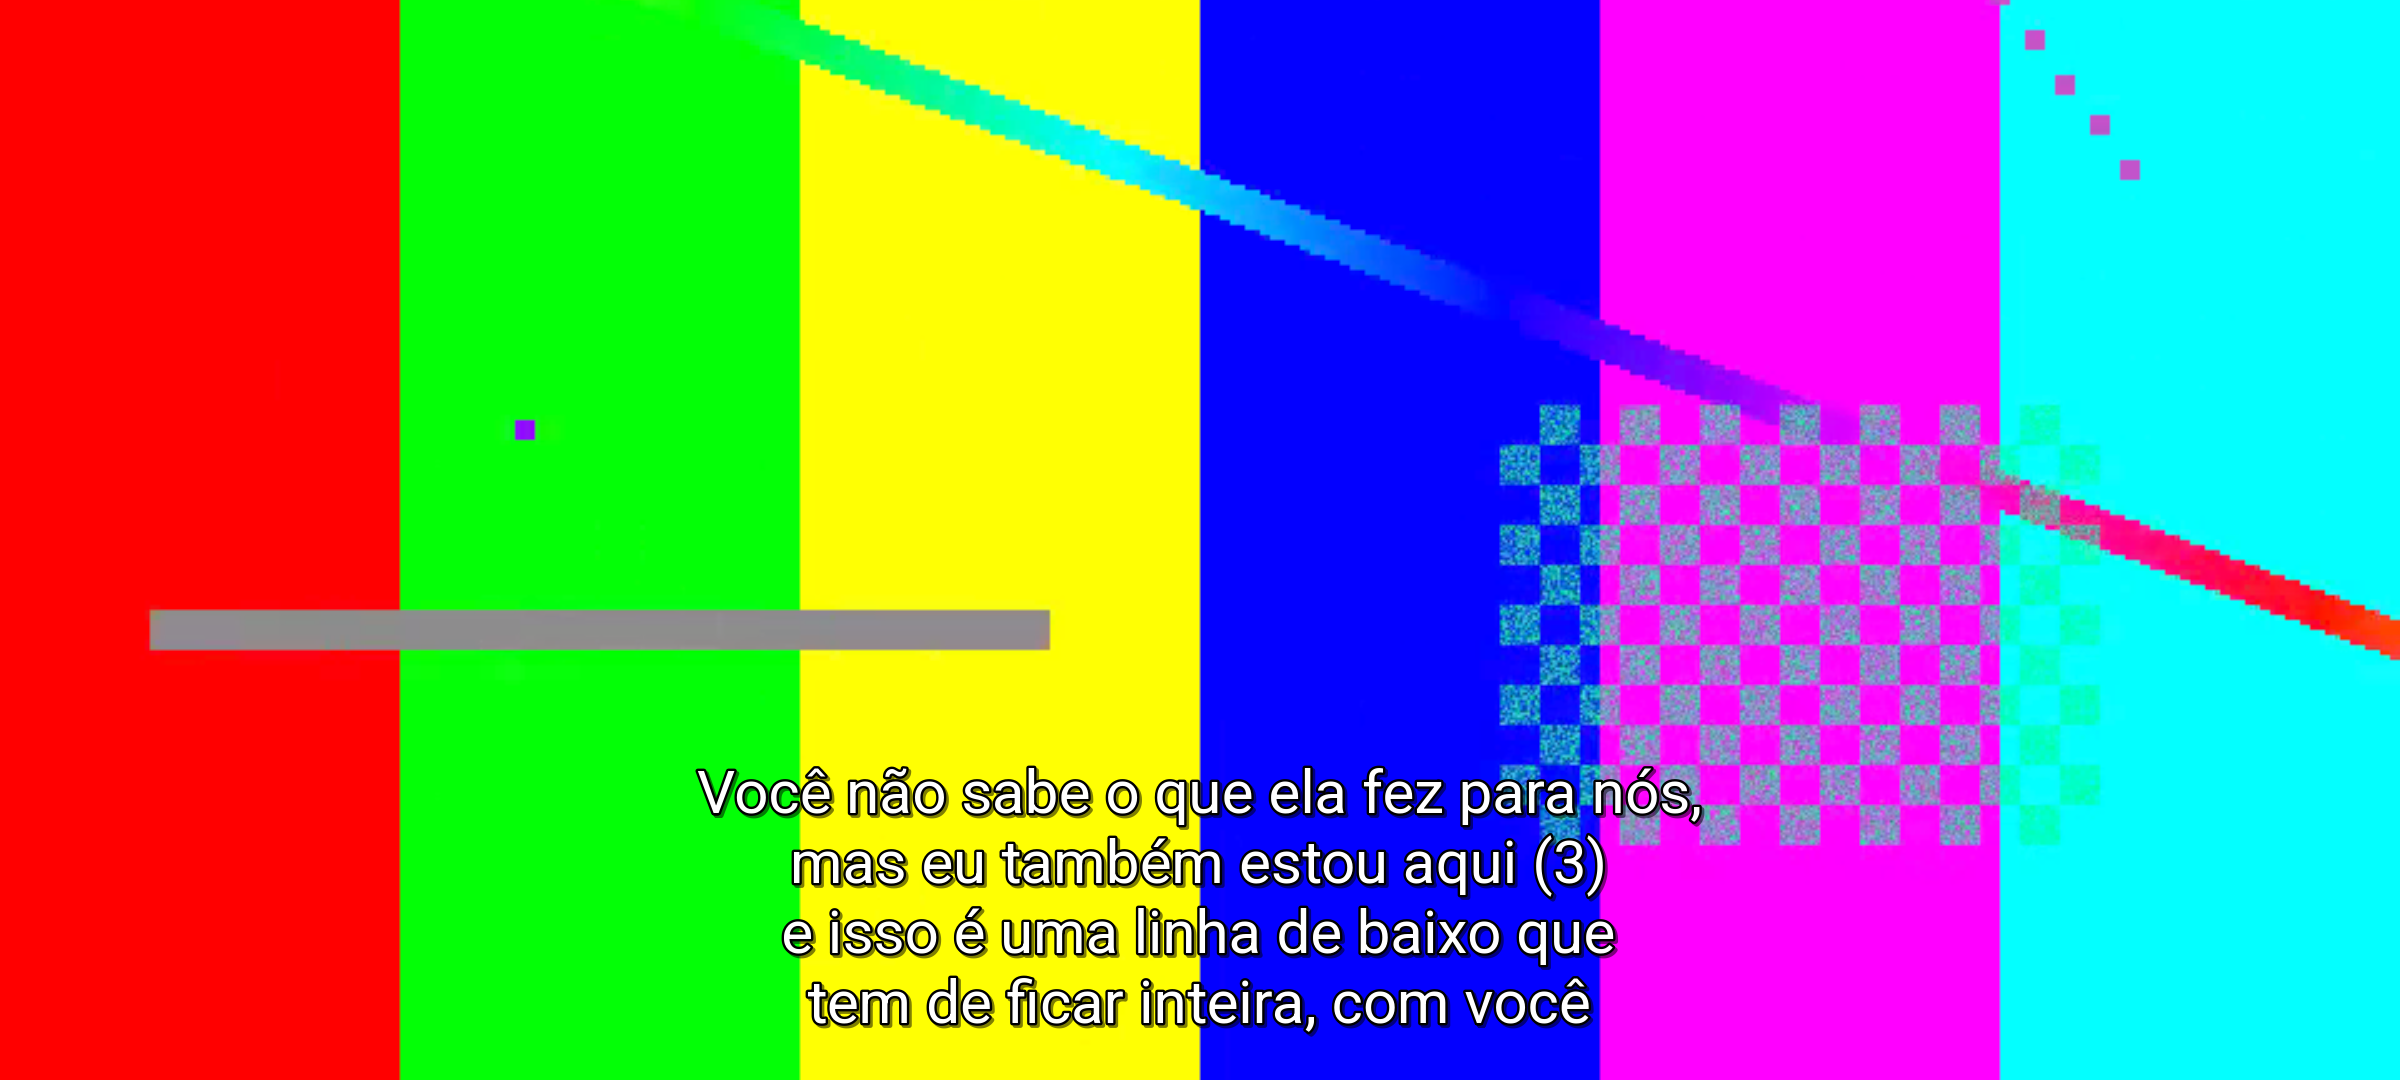 Você não sabe o que ela fez para nós,
mas eu também estou aqui (3)
e isso é uma linha de baixo que
tem de ficar inteira, com você